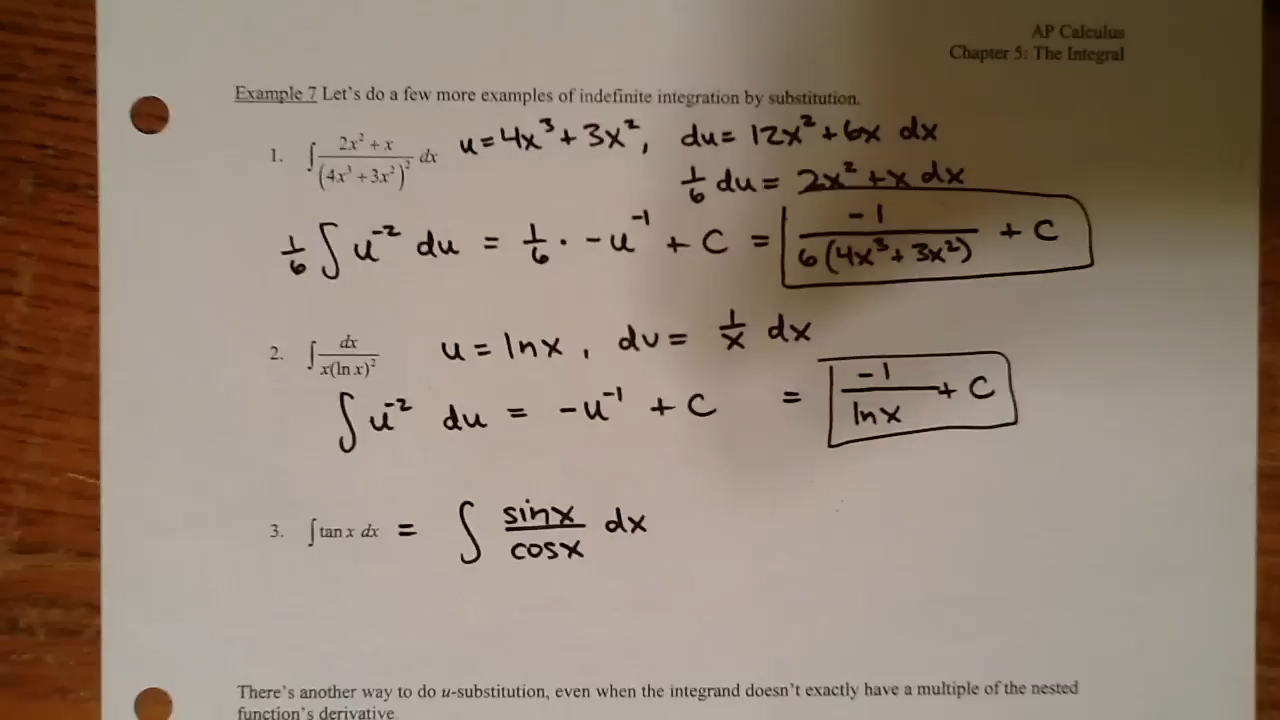 AP Calculus
Chapter 5: The Integral
Example 7 Let's do a few more examples of indefinite integration by substitution.
1. ∫ (2x² + x)/(4x³ + 3x²)² dx u = 4x³ + 3x², du = 12x² + 6x dx
1/6 du = 2x² + x dx
1/6 ∫ u⁻² du = 1/6 · -u⁻¹ + C = -1/(6(4x³ + 3x²)) + C
2. ∫ dx/(x(ln x)²) u = lnx, du = 1/x dx
∫ u⁻² du = -u⁻¹ + C = -1/lnx + C
3. ∫ tan x dx = ∫ sinx/cosx dx
There's another way to do u-substitution, even when the integrand doesn't exactly have a multiple of the nested
function's derivative